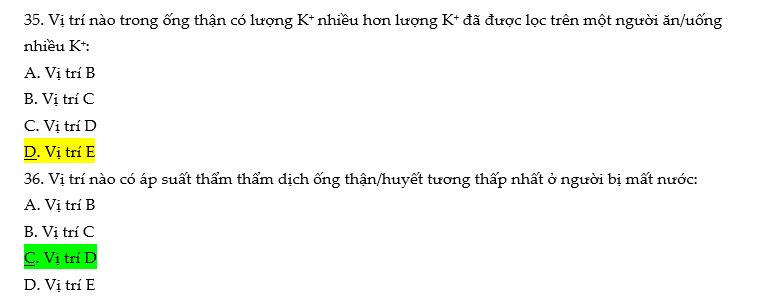 35. Vị trí nào trong ống thận có lượng K⁺ nhiều hơn lượng K⁺ đã được lọc trên một người ăn/uống
nhiều K⁺:
A. Vị trí B
B. Vị trí C
C. Vị trí D
D. Vị trí E
36. Vị trí nào có áp suất thẩm thấm dịch ống thận/huyết tương thấp nhất ở người bị mất nước:
A. Vị trí B
B. Vị trí C
C. Vị trí D
D. Vị trí E